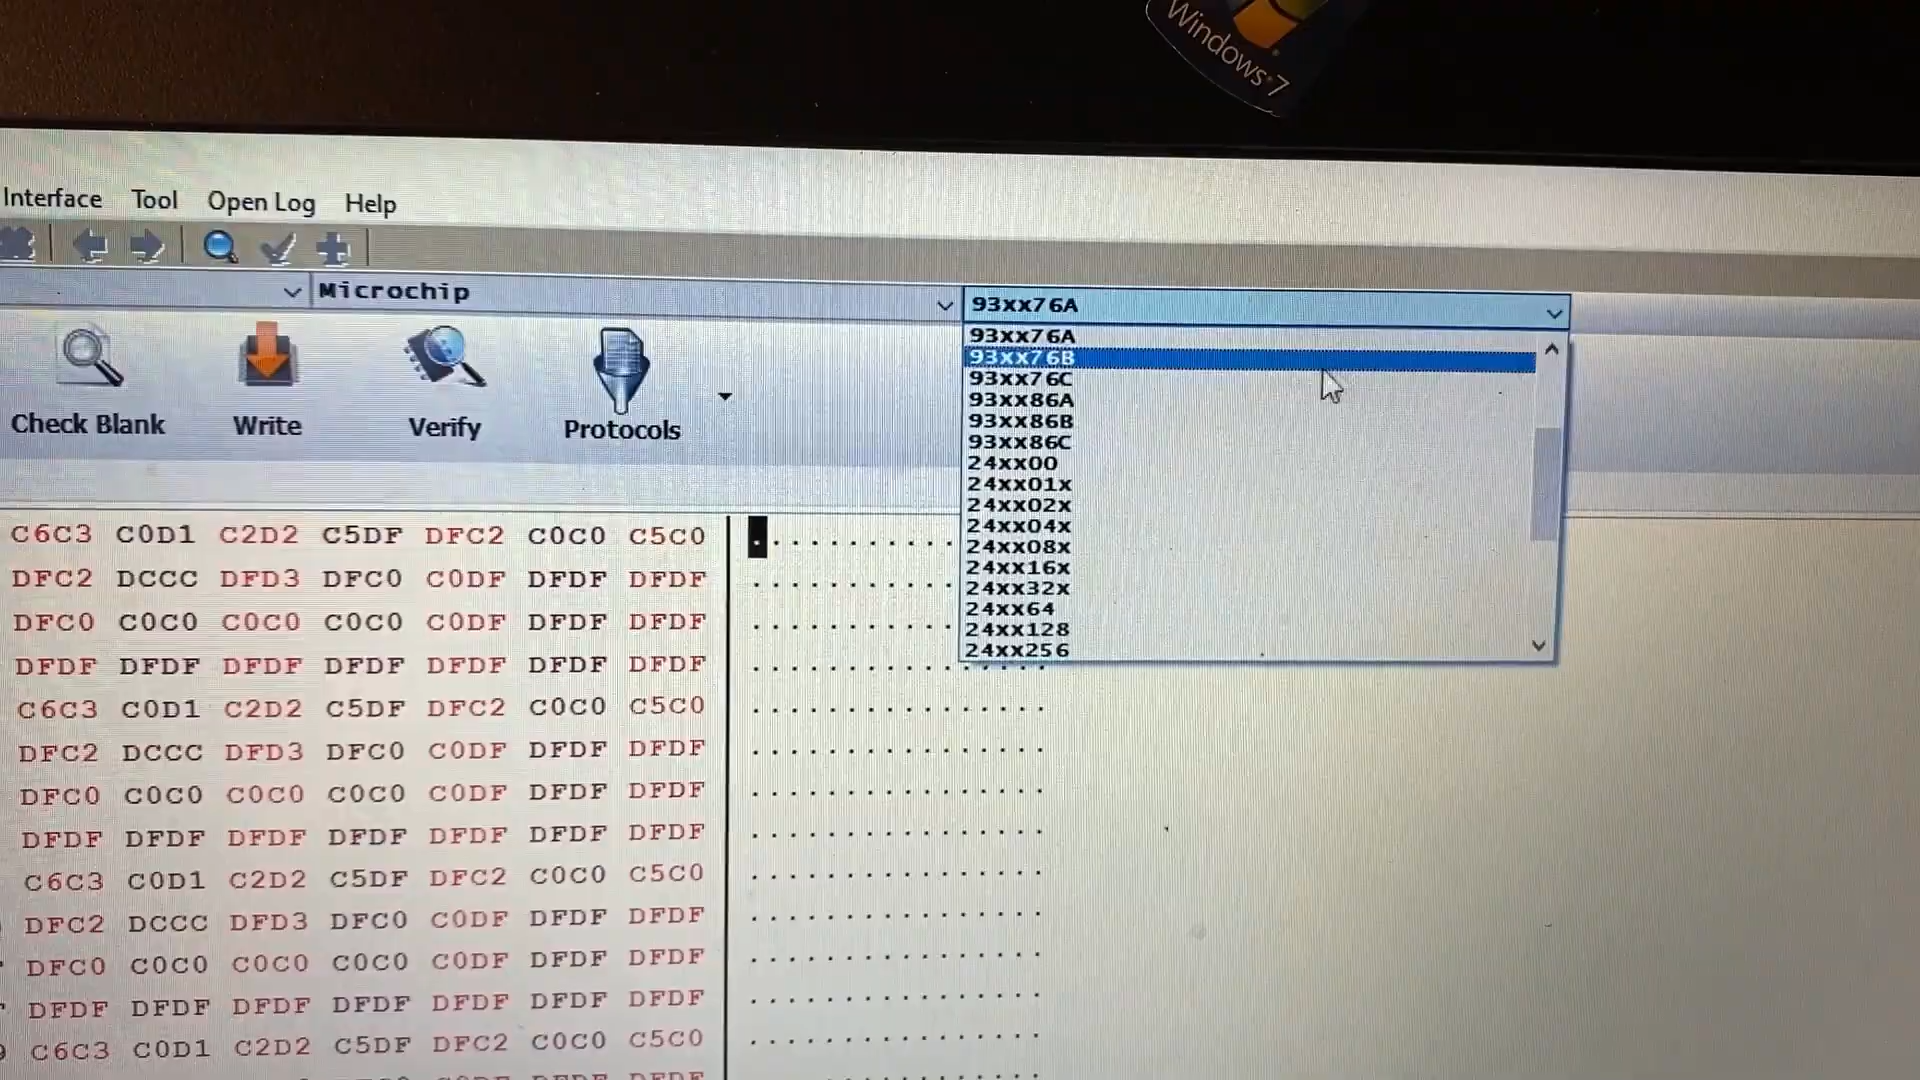 Windows 7
Interface Tool Open Log Help
Microchip
93xx76A
Check Blank Write Verify Protocols
93xx76A
93xx76B
93xx76C
93xx86A
93xx86B
93xx86C
24xx00
24xx01x
24xx02x
24xx04x
24xx08x
24xx16x
24xx32x
24xx64
24xx128
24xx256
C6C3 C0D1 C2D2 C5DF DFC2 C0C0 C5C0
DFC2 DCCC DFD3 DFC0 C0DF DFDF DFDF
DFC0 C0C0 C0C0 C0C0 C0DF DFDF DFDF
DFDF DFDF DFDF DFDF DFDF DFDF DFDF
C6C3 C0D1 C2D2 C5DF DFC2 C0C0 C5C0
DFC2 DCCC DFD3 DFC0 C0DF DFDF DFDF
DFC0 C0C0 C0C0 C0C0 C0DF DFDF DFDF
DFDF DFDF DFDF DFDF DFDF DFDF DFDF
C6C3 C0D1 C2D2 C5DF DFC2 C0C0 C5C0
DFC2 DCCC DFD3 DFC0 C0DF DFDF DFDF
DFC0 C0C0 C0C0 C0C0 C0DF DFDF DFDF
DFDF DFDF DFDF DFDF DFDF DFDF DFDF
C6C3 C0D1 C2D2 C5DF DFC2 C0C0 C5C0